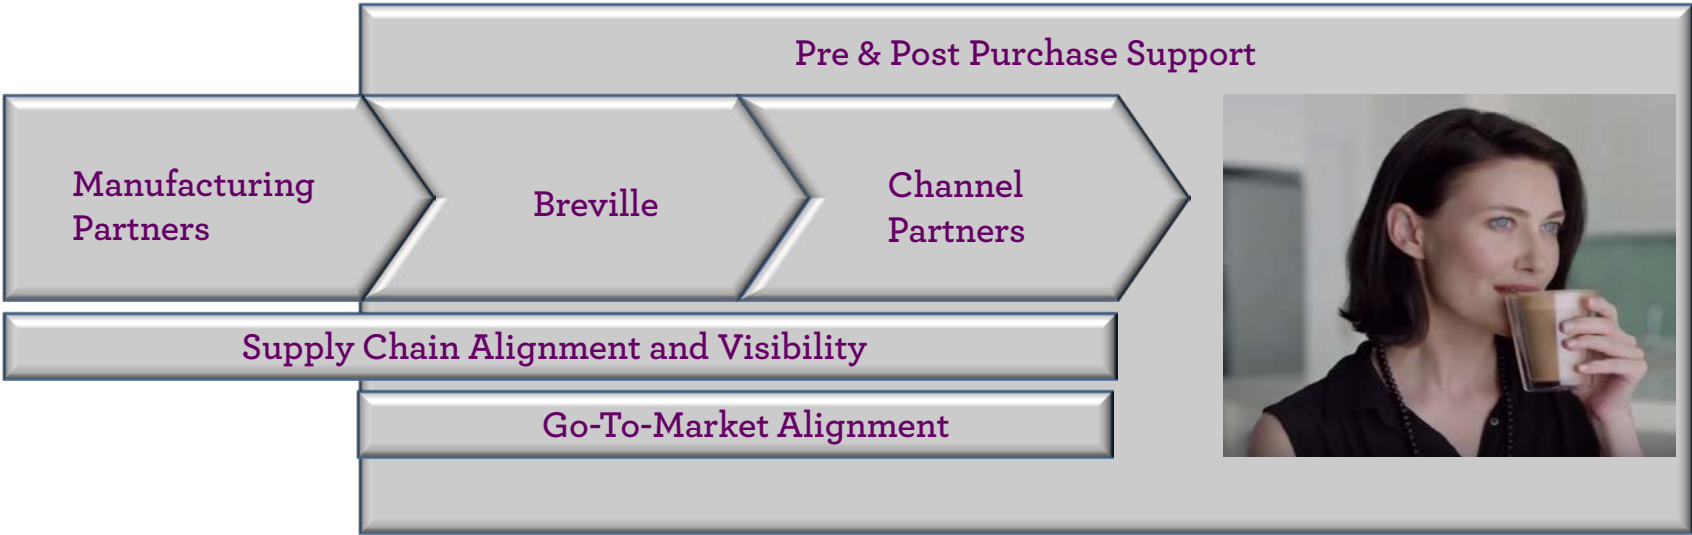 Pre & Post Purchase Support
Manufacturing
Partners
Breville
Channel
Partners
Supply Chain Alignment and Visibility
Go-To-Market Alignment